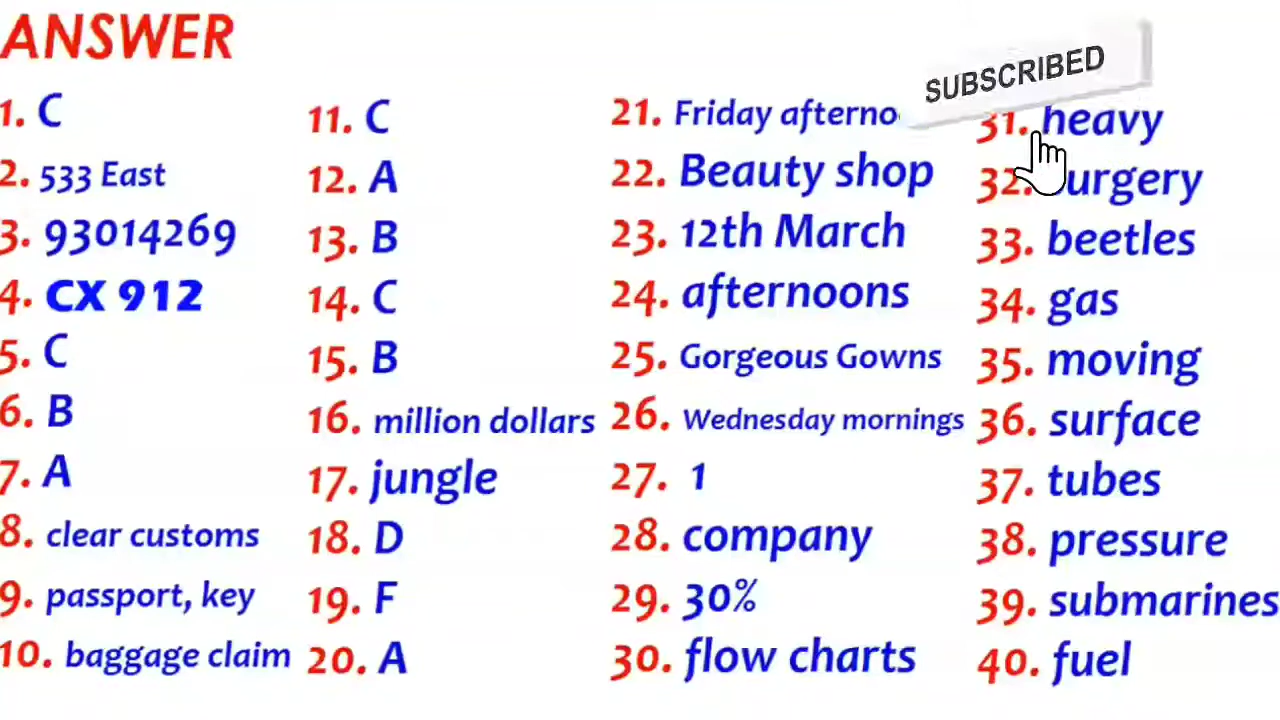 ANSWER
SUBSCRIBED
1. C
2. 533 East
3. 93014269
4. CX 912
5. C
6. B
7. A
8. clear customs
9. passport, key
10. baggage claim
11. C
12. A
13. B
14. C
15. B
16. million dollars
17. jungle
18. D
19. F
20. A
21. Friday
22. Beauty shop
23. 12th March
24. afternoons
25. Gorgeous Gowns
26. Wednesday mornings
27. 1
28. company
29. 30%
30. flow charts
31. heavy
32.
33. beetles
34. gas
35. moving
36. surface
37. tubes
38. pressure
39. submarines
40. fuel